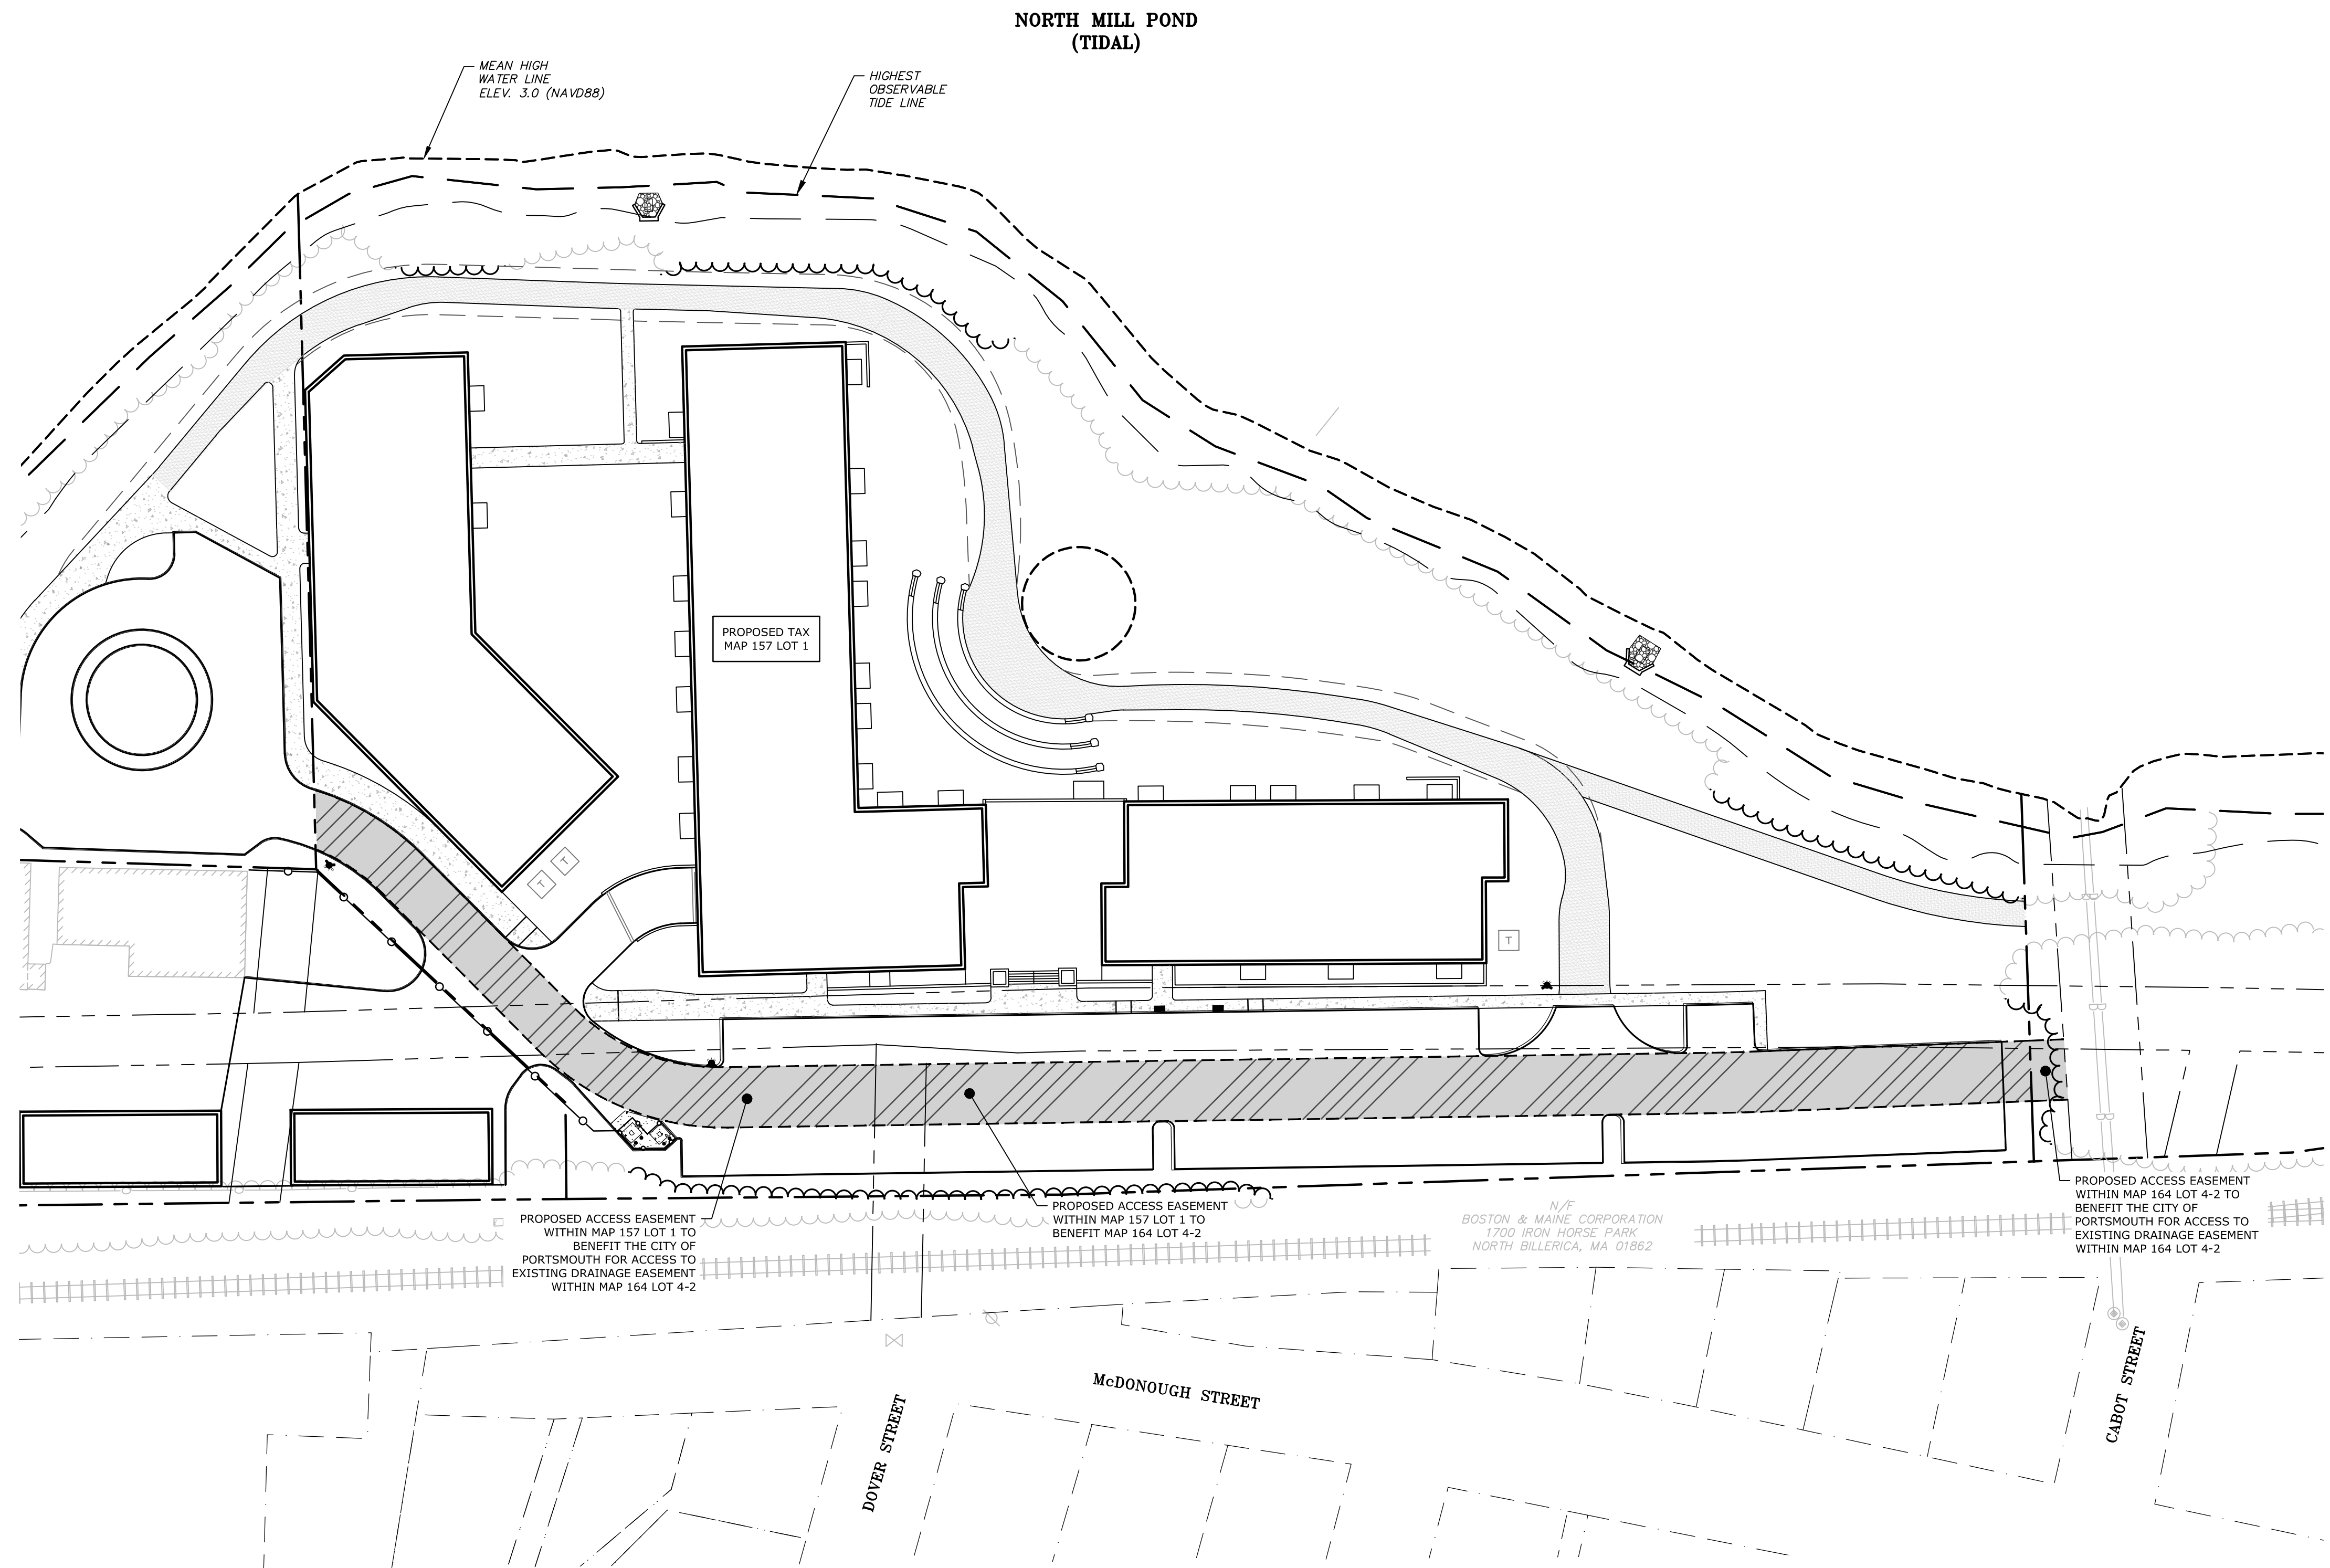 NORTH MILL POND
(TIDAL)
MEAN HIGH
WATER LINE
ELEV. 3.0 (NAVD88)
HIGHEST
OBSERVABLE
TIDE LINE
PROPOSED TAX
MAP 157 LOT 1
T
T
T
PROPOSED ACCESS EASEMENT
WITHIN MAP 157 LOT 1 TO
BENEFIT THE CITY OF
PORTSMOUTH FOR ACCESS TO
EXISTING DRAINAGE EASEMENT
WITHIN MAP 164 LOT 4-2
PROPOSED ACCESS EASEMENT
WITHIN MAP 157 LOT 1 TO
BENEFIT MAP 164 LOT 4-2
N/F
BOSTON & MAINE CORPORATION
1700 IRON HORSE PARK
NORTH BILLERICA, MA 01862
PROPOSED ACCESS EASEMENT
WITHIN MAP 164 LOT 4-2 TO
BENEFIT THE CITY OF
PORTSMOUTH FOR ACCESS TO
EXISTING DRAINAGE EASEMENT
WITHIN MAP 164 LOT 4-2
DOVER STREET
McDONOUGH STREET
CABOT STREET